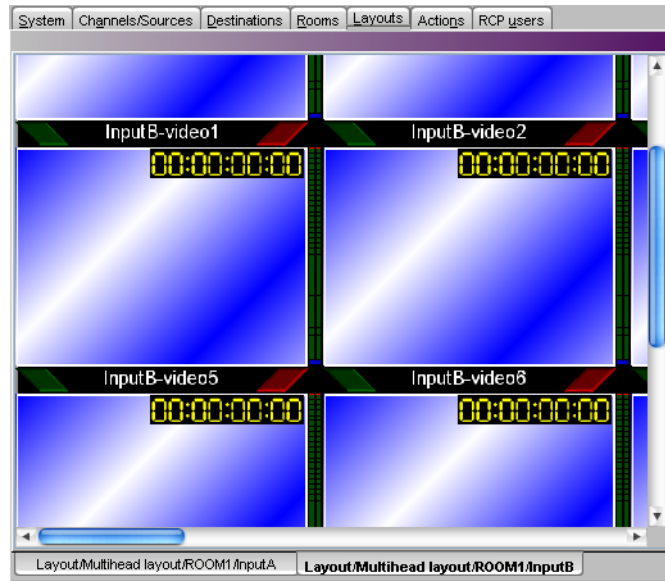 System Channels/Sources Destinations Rooms Layouts Actions RCP users
InputB-video1 InputB-video2
00:00:00:00 00:00:00:00
InputB-video5 InputB-video6
00:00:00:00 00:00:00:00
Layout/Multihead layout/ROOM1/InputA Layout/Multihead layout/ROOM1/InputB